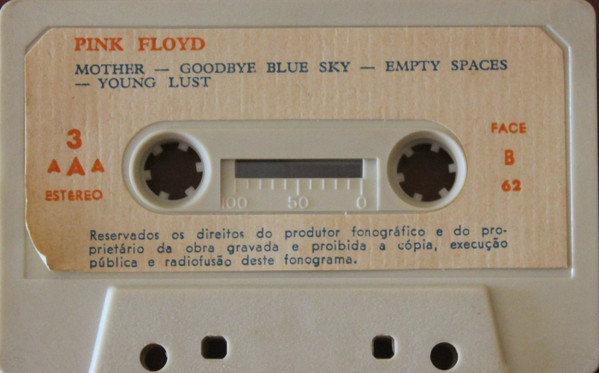 PINK FLOYD
MOTHER — GOODBYE BLUE SKY — EMPTY SPACES
— YOUNG LUST
3
AAA
ESTÉREO
FACE
B
62
100 50 0
Reservados os direitos do produtor fonográfico e do pro-
prietário da obra gravada e proibida a cópia, execução
pública e radiofusão deste fonograma.